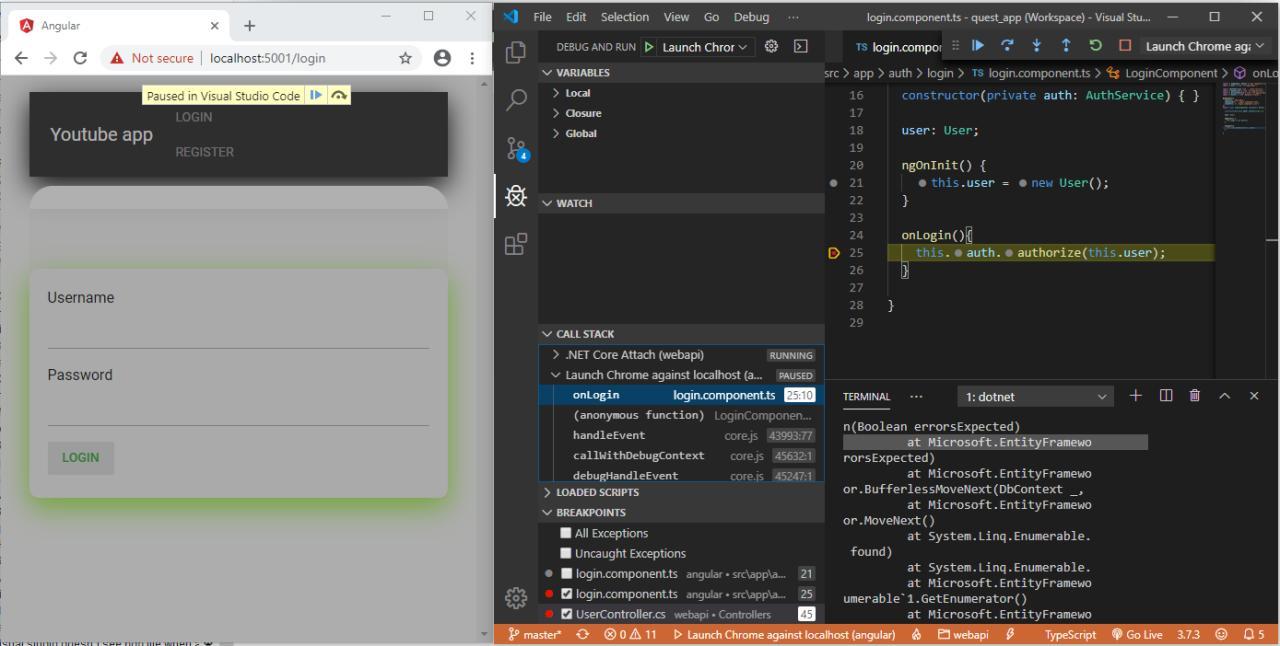 Angular
Not secure
localhost:5001/login
Paused in Visual Studio Code
Youtube app
LOGIN
REGISTER
Username
Password
LOGIN
File Edit Selection View Go Debug ···
login.component.ts - quest_app (Workspace) - Visual Stu...
DEBUG AND RUN
Launch Chror
VARIABLES
Local
Closure
Global
WATCH
CALL STACK
.NET Core Attach (webapi) RUNNING
Launch Chrome against localhost (a... PAUSED
onLogin login.component.ts 25:10
(anonymous function) LoginComponen...
handleEvent core.js 43993:77
callWithDebugContext core.js 45632:1
debugHandleEvent core.js 45247:1
LOADED SCRIPTS
BREAKPOINTS
All Exceptions
Uncaught Exceptions
login.component.ts angular • src\app\a... 21
login.component.ts angular • src\app\a... 25
UserController.cs webapi • Controllers 45
TS login.compo
Launch Chrome aga
src > app > auth > login > TS login.component.ts > LoginComponent > onLo
16 constructor(private auth: AuthService) { }
17
18 user: User;
19
20 ngOnInit() {
21 this.user = new User();
22 }
23
24 onLogin(){
25 this.auth.authorize(this.user);
26 }
27
28 }
29
TERMINAL ··· 1: dotnet
n(Boolean errorsExpected)
at Microsoft.EntityFramewo
rorsExpected)
at Microsoft.EntityFramewo
or.BufferlessMoveNext(DbContext _,
at Microsoft.EntityFramewo
or.MoveNext()
at System.Linq.Enumerable.
found)
at System.Linq.Enumerable.
at Microsoft.EntityFramewo
umerable`1.GetEnumerator()
at Microsoft.EntityFramewo
4
master* 0 11 Launch Chrome against localhost (angular) webapi TypeScript Go Live 3.7.3 5